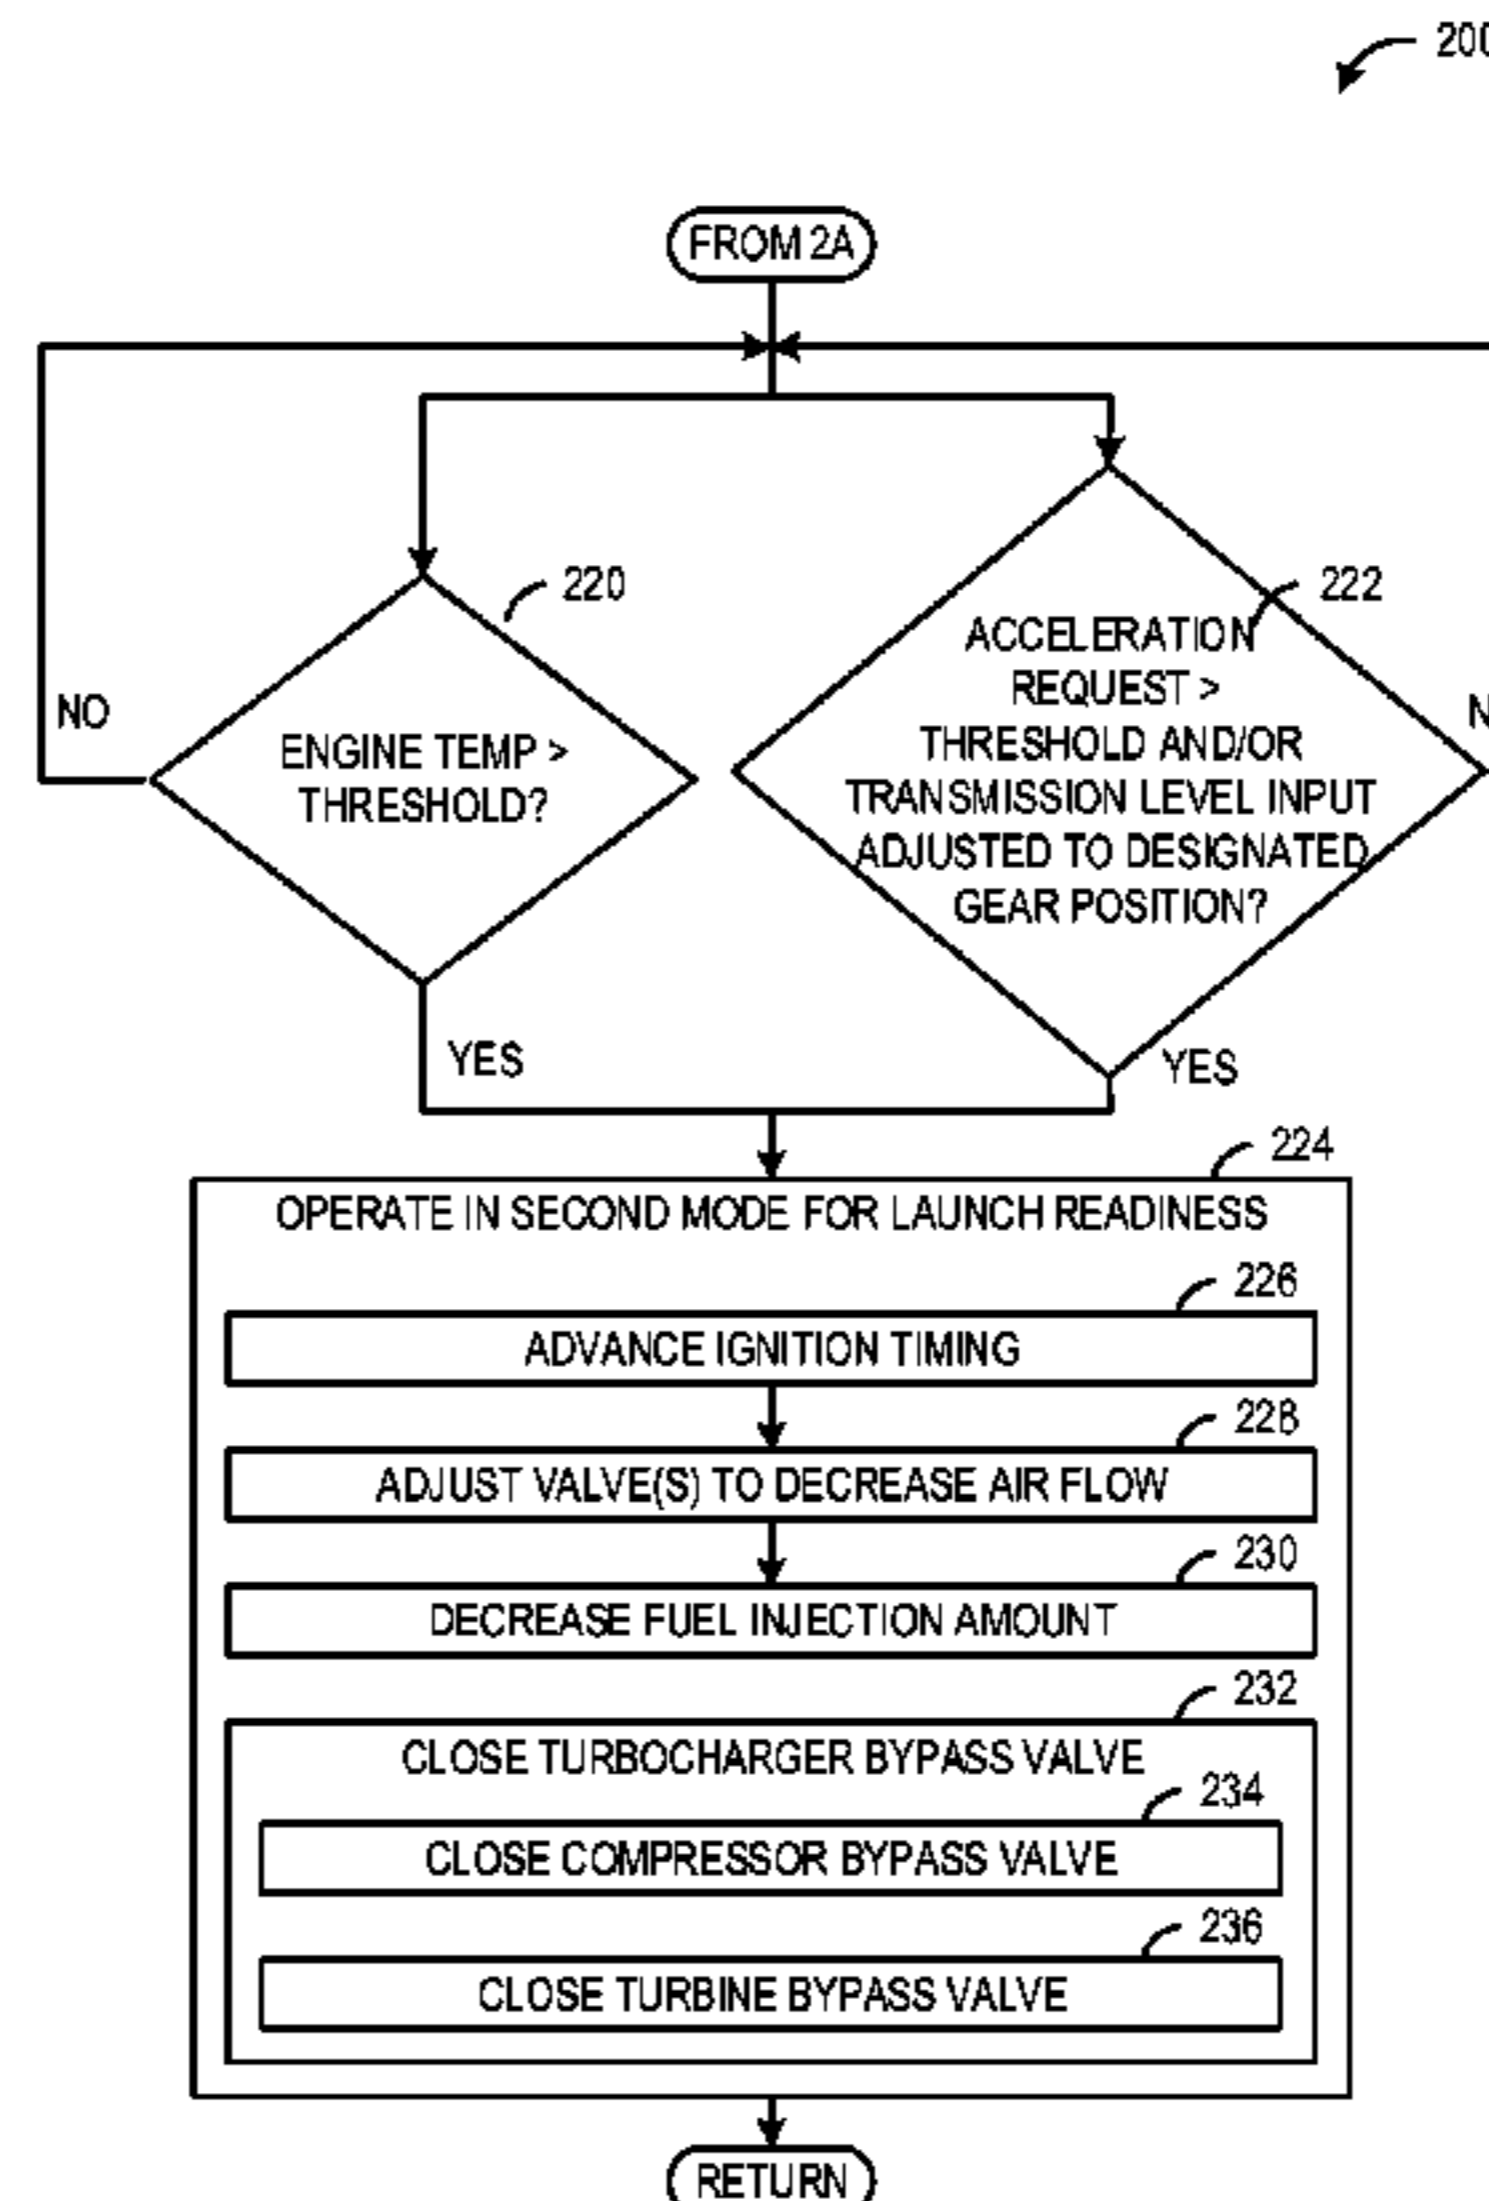 200
FROM 2A
220
222
NO
ENGINE TEMP >
THRESHOLD?
ACCELERATION
REQUEST >
THRESHOLD AND/OR
TRANSMISSION LEVEL INPUT
ADJUSTED TO DESIGNATED
GEAR POSITION?
N
YES
YES
224
OPERATE IN SECOND MODE FOR LAUNCH READINESS
226
ADVANCE IGNITION TIMING
228
ADJUST VALVE(S) TO DECREASE AIR FLOW
230
DECREASE FUEL INJECTION AMOUNT
232
CLOSE TURBOCHARGER BYPASS VALVE
234
CLOSE COMPRESSOR BYPASS VALVE
236
CLOSE TURBINE BYPASS VALVE
RETURN